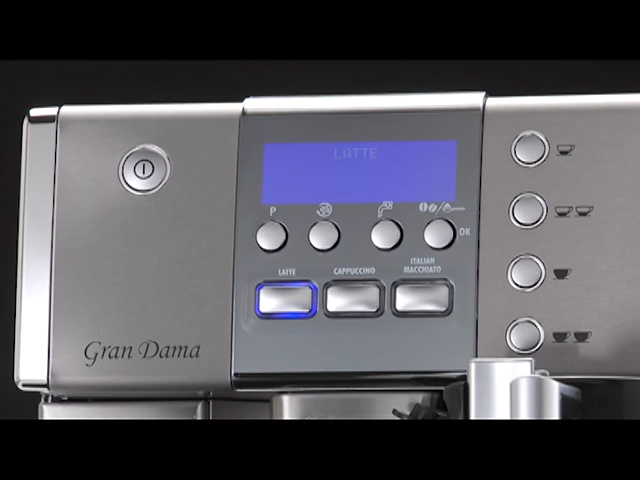 LATTE
P
OK
LATTE
CAPPUCCINO
ITALIAN
MACCHIATO
Gran Dama